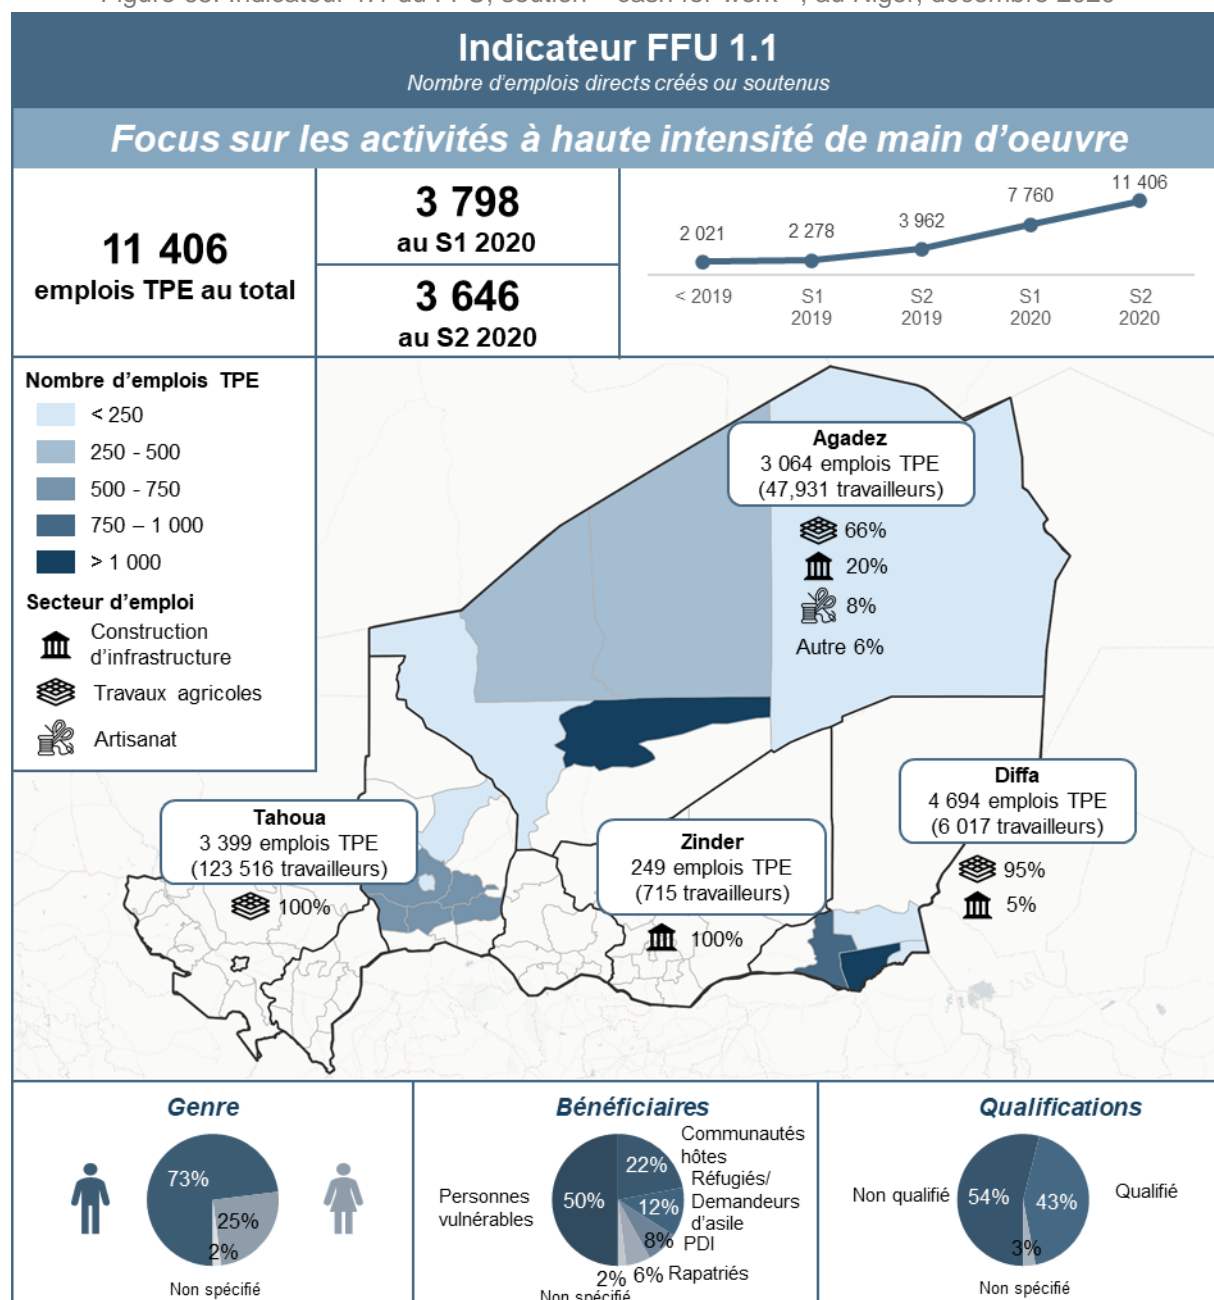 Indicateur FFU 1.1
Nombre d'emplois directs créés ou soutenus
Focus sur les activités à haute intensité de main d'oeuvre
11 406
emplois TPE au total
3 798
au S1 2020
3 646
au S2 2020
2 021
2 278
3 962
7 760
11 406
< 2019
S1
2019
S2
2019
S1
2020
S2
2020
Nombre d'emplois TPE
< 250
250 - 500
500 - 750
750 – 1 000
> 1 000
Secteur d'emploi
Construction
d'infrastructure
Travaux agricoles
Artisanat
Agadez
3 064 emplois TPE
(47,931 travailleurs)
66%
20%
8%
Autre 6%
Diffa
4 694 emplois TPE
(6 017 travailleurs)
95%
5%
Tahoua
3 399 emplois TPE
(123 516 travailleurs)
100%
Zinder
249 emplois TPE
(715 travailleurs)
100%
Genre
73%
25%
2%
Non spécifié
Bénéficiaires
Communautés
hôtes
Réfugiés/
Demandeurs
d'asile
PDI
Personnes
vulnérables
50%
22%
12%
8%
6% Rapatriés
2%
Non spécifié
Qualifications
Non qualifié
54%
43%
Qualifié
3%
Non spécifié